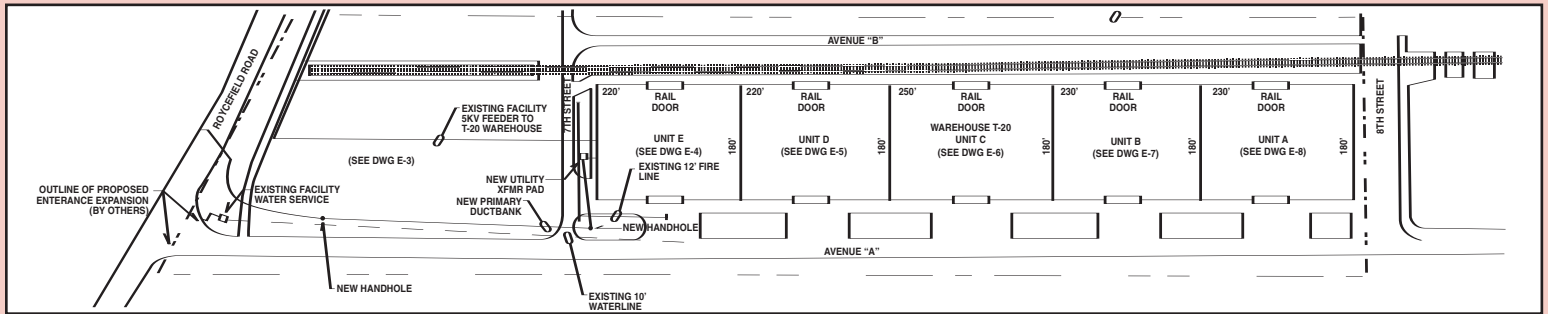 AVENUE "B"
ROYCEFIELD ROAD
7TH STREET
8TH STREET
220'
RAIL
DOOR
220'
RAIL
DOOR
250'
RAIL
DOOR
230'
RAIL
DOOR
230'
RAIL
DOOR
EXISTING FACILITY
5KV FEEDER TO
T-20 WAREHOUSE
(SEE DWG E-3)
UNIT E
(SEE DWG E-4)
180'
UNIT D
(SEE DWG E-5)
180'
WAREHOUSE T-20
UNIT C
(SEE DWG E-6)
180'
UNIT B
(SEE DWG E-7)
180'
UNIT A
(SEE DWG E-8)
180'
EXISTING 12' FIRE
LINE
NEW UTILITY
XFMR PAD
NEW PRIMARY
DUCTBANK
OUTLINE OF PROPOSED
ENTERANCE EXPANSION
(BY OTHERS)
EXISTING FACILITY
WATER SERVICE
NEW HANDHOLE
AVENUE "A"
NEW HANDHOLE
EXISTING 10'
WATERLINE